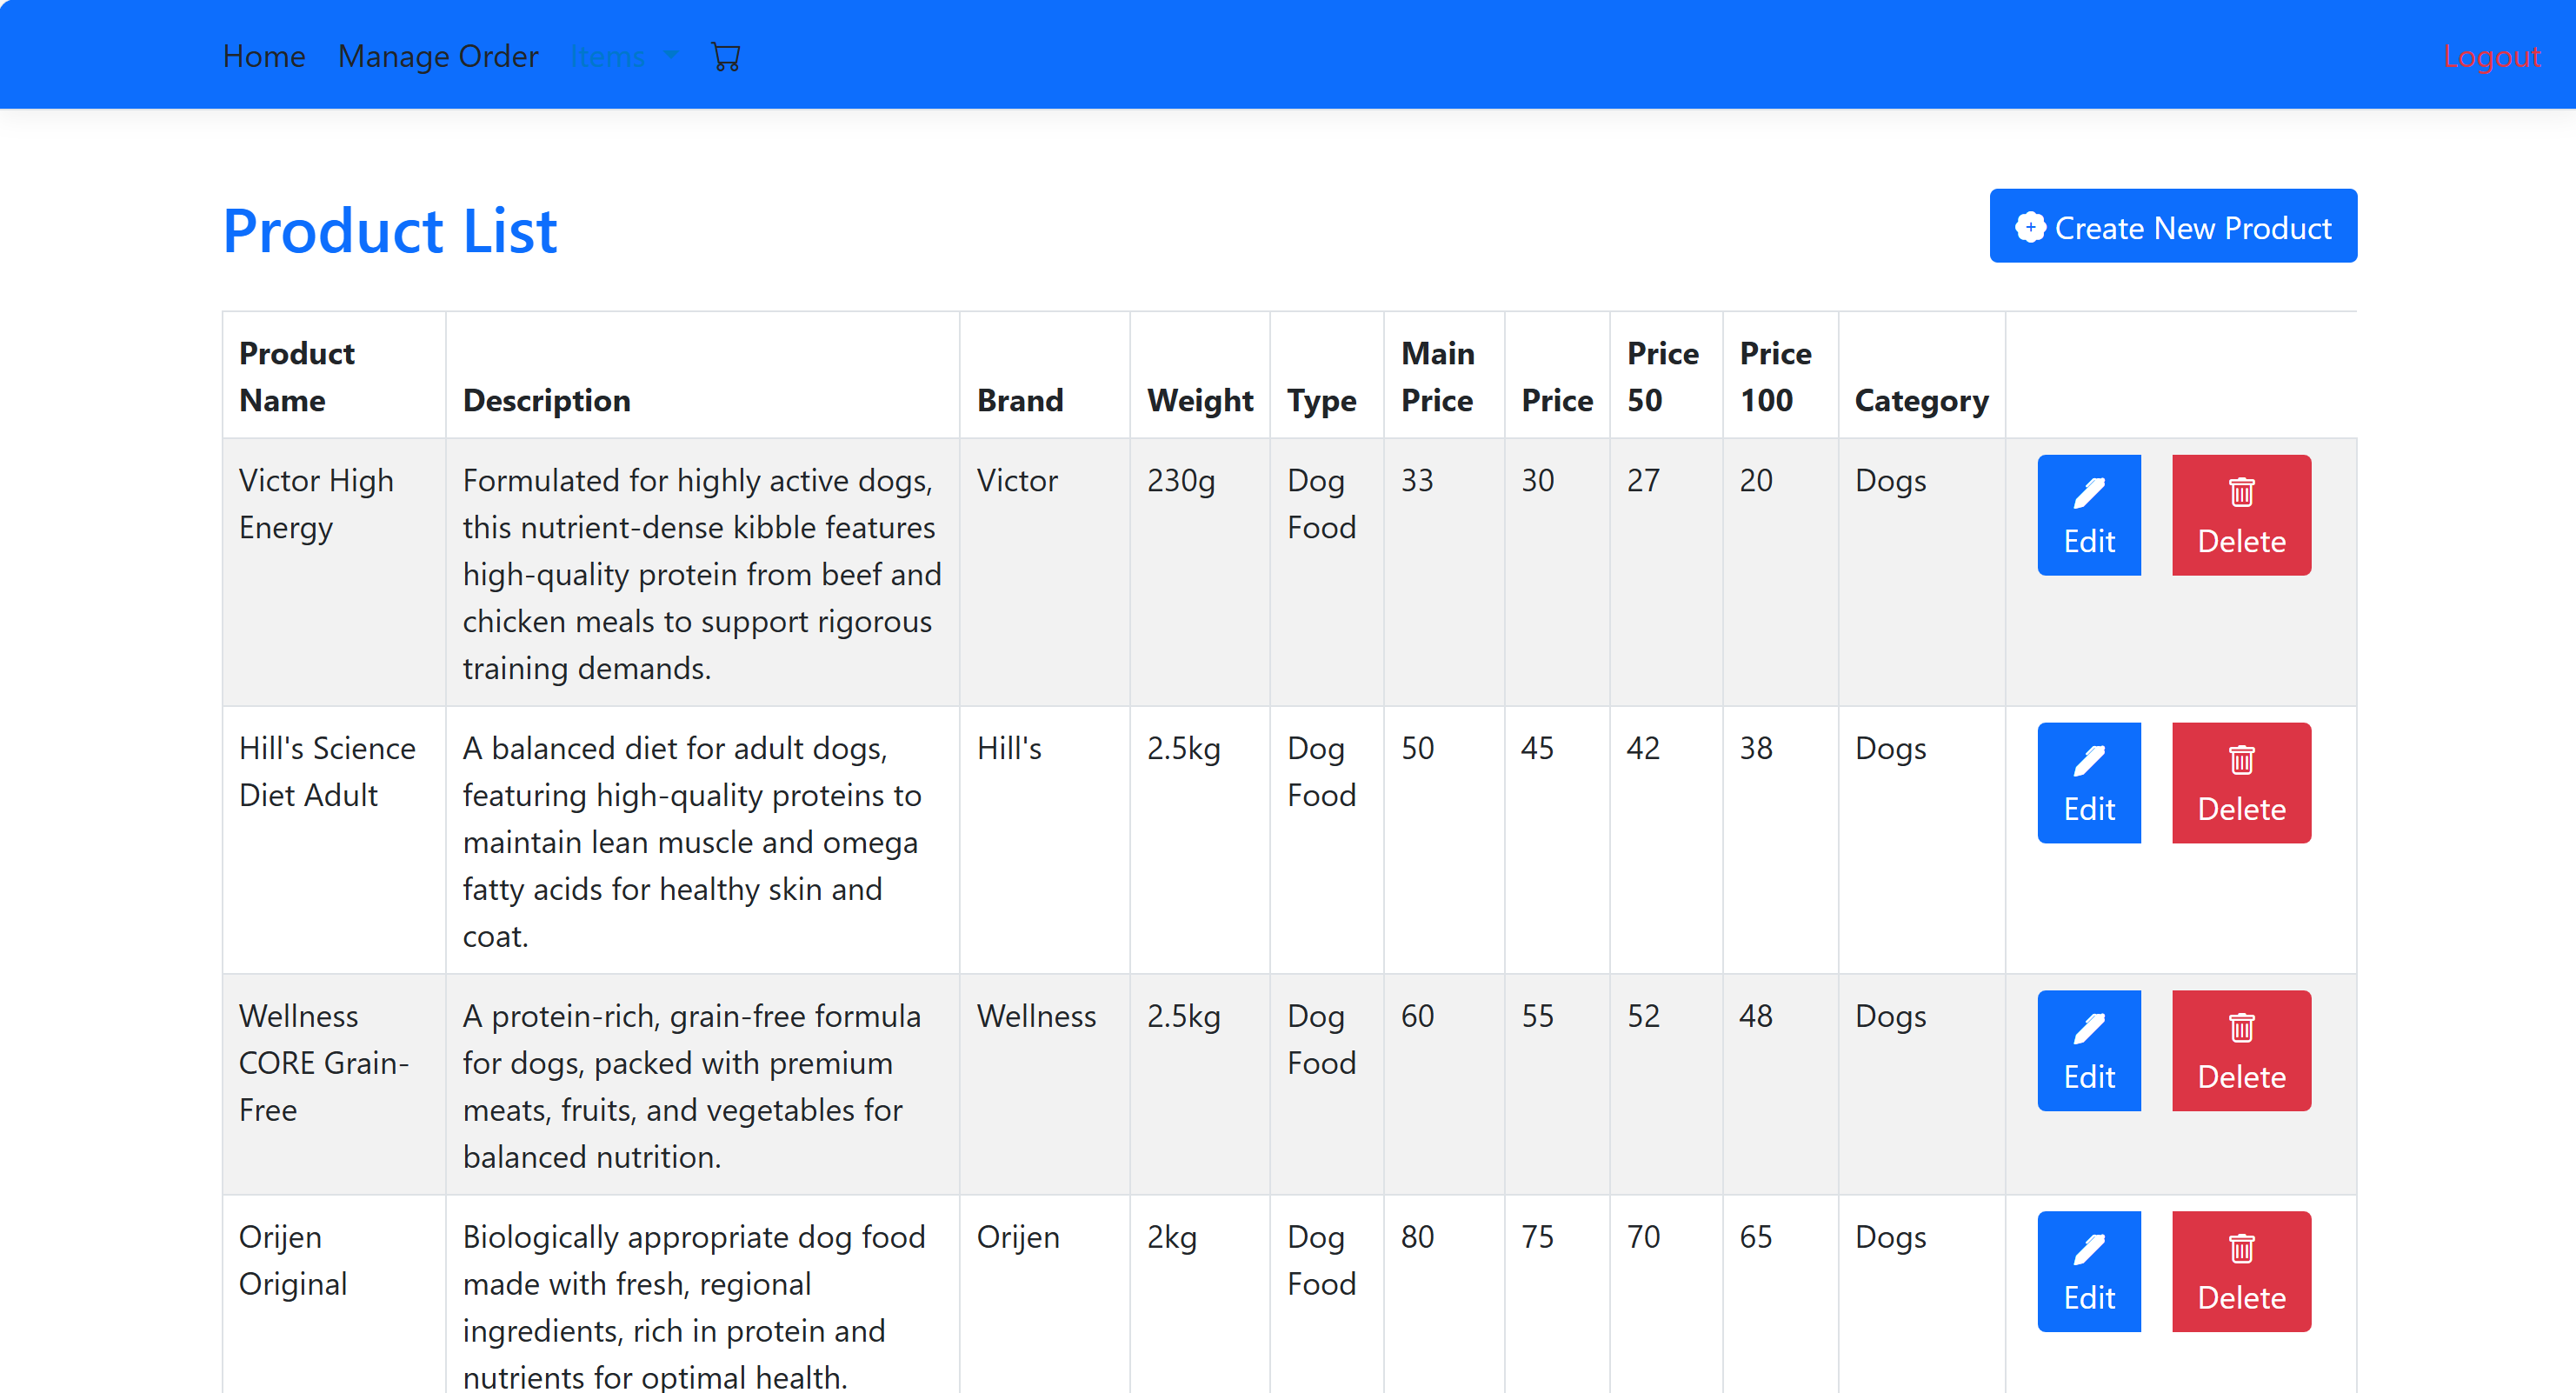 Home Manage Order Items Logout
Product List
Create New Product
Product Name Description Brand Weight Type Main Price Price Price 50 Price 100 Category
Victor High Energy
Formulated for highly active dogs,
this nutrient-dense kibble features
high-quality protein from beef and
chicken meals to support rigorous
training demands.
Victor 230g Dog Food 33 30 27 20 Dogs Edit Delete
Hill's Science Diet Adult
A balanced diet for adult dogs,
featuring high-quality proteins to
maintain lean muscle and omega
fatty acids for healthy skin and
coat.
Hill's 2.5kg Dog Food 50 45 42 38 Dogs Edit Delete
Wellness CORE Grain-Free
A protein-rich, grain-free formula
for dogs, packed with premium
meats, fruits, and vegetables for
balanced nutrition.
Wellness 2.5kg Dog Food 60 55 52 48 Dogs Edit Delete
Orijen Original
Biologically appropriate dog food
made with fresh, regional
ingredients, rich in protein and
nutrients for optimal health.
Orijen 2kg Dog Food 80 75 70 65 Dogs Edit Delete